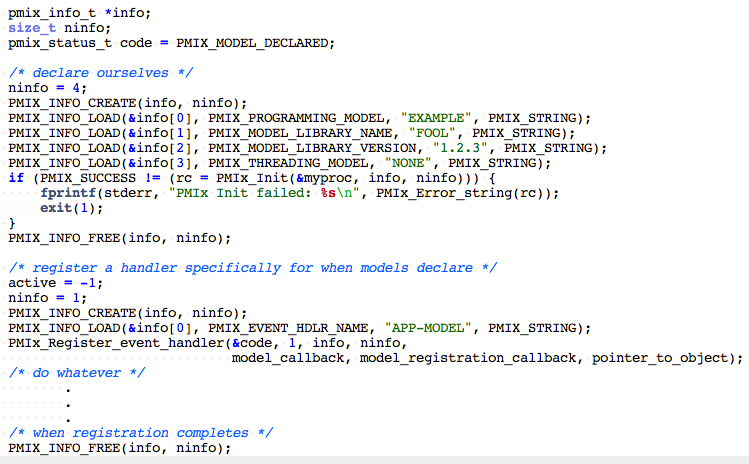 pmix_info_t *info;
size_t ninfo;
pmix_status_t code = PMIX_MODEL_DECLARED;
/* declare ourselves */
ninfo = 4;
PMIX_INFO_CREATE(info, ninfo);
PMIX_INFO_LOAD(&info[0], PMIX_PROGRAMMING_MODEL, "EXAMPLE", PMIX_STRING);
PMIX_INFO_LOAD(&info[1], PMIX_MODEL_LIBRARY_NAME, "FOOL", PMIX_STRING);
PMIX_INFO_LOAD(&info[2], PMIX_MODEL_LIBRARY_VERSION, "1.2.3", PMIX_STRING);
PMIX_INFO_LOAD(&info[3], PMIX_THREADING_MODEL, "NONE", PMIX_STRING);
if (PMIX_SUCCESS != (rc = PMIx_Init(&myproc, info, ninfo))) {
fprintf(stderr, "PMIx Init failed: %s\n", PMIx_Error_string(rc));
exit(1);
}
PMIX_INFO_FREE(info, ninfo);
/* register a handler specifically for when models declare */
active = -1;
ninfo = 1;
PMIX_INFO_CREATE(info, ninfo);
PMIX_INFO_LOAD(&info[0], PMIX_EVENT_HDLR_NAME, "APP-MODEL", PMIX_STRING);
PMIx_Register_event_handler(&code, 1, info, ninfo,
model_callback, model_registration_callback, pointer_to_object);
/* do whatever */
.
.
.
/* when registration completes */
PMIX_INFO_FREE(info, ninfo);